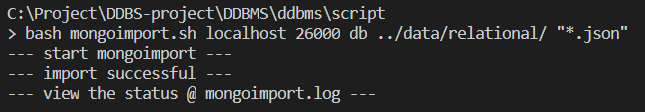 C:\Project\DDBS-project\DDBMS\ddbms\script
> bash mongoimport.sh localhost 26000 db ../data/relational/ "*.json"
--- start mongoimport ---
--- import successful ---
--- view the status @ mongoimport.log ---